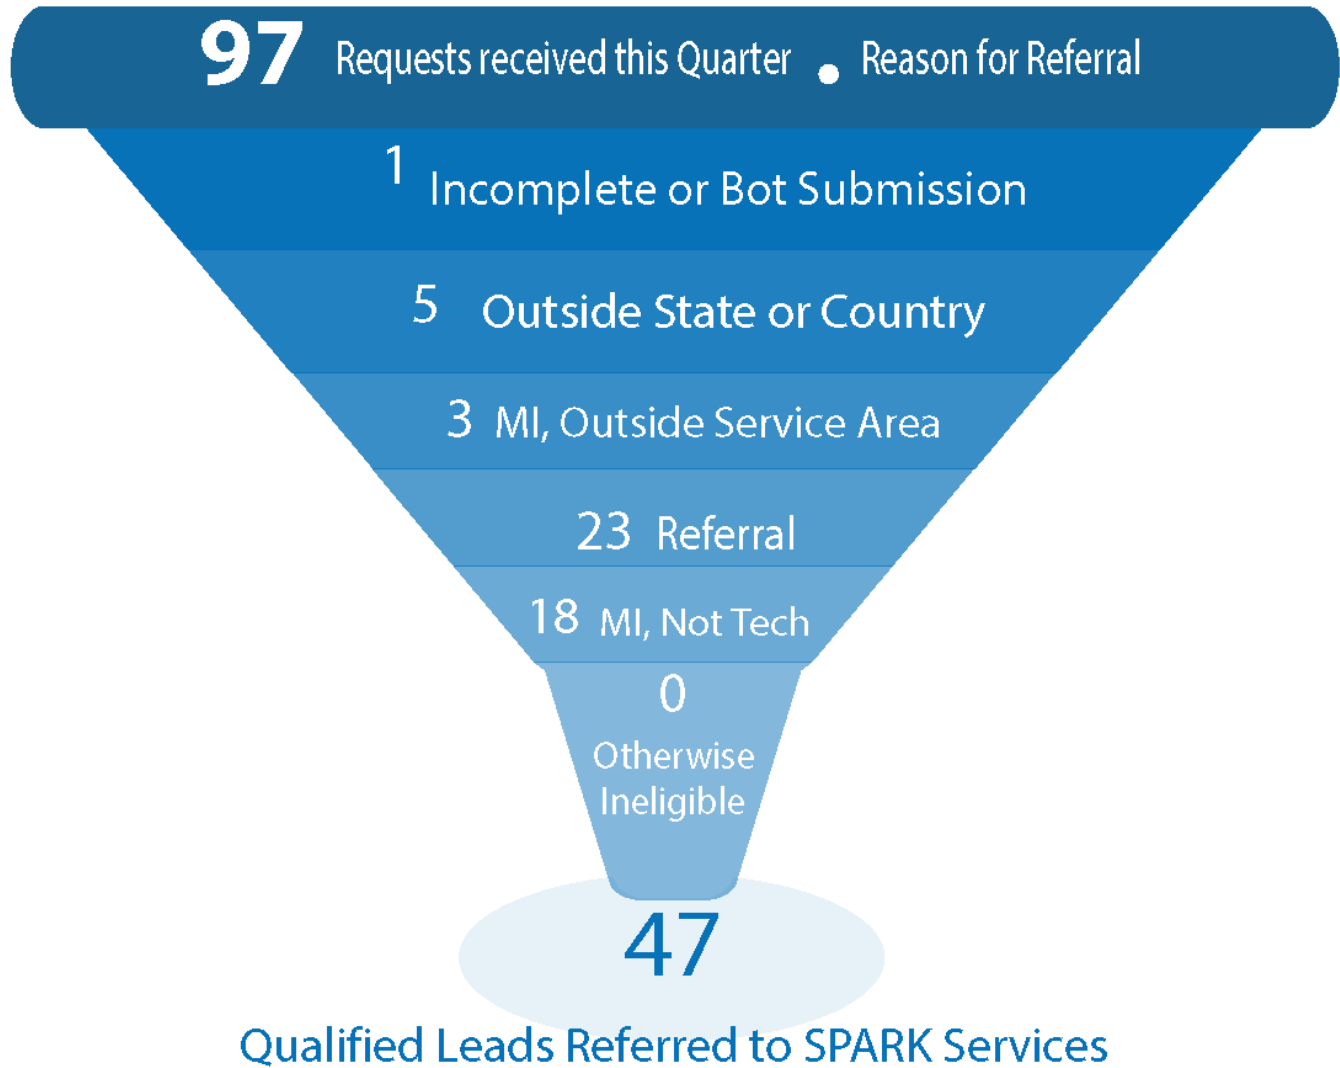 97 Requests received this Quarter . Reason for Referral
1 Incomplete or Bot Submission
5 Outside State or Country
3 MI, Outside Service Area
23 Referral
18 MI, Not Tech
0
Otherwise
Ineligible
47
Qualified Leads Referred to SPARK Services